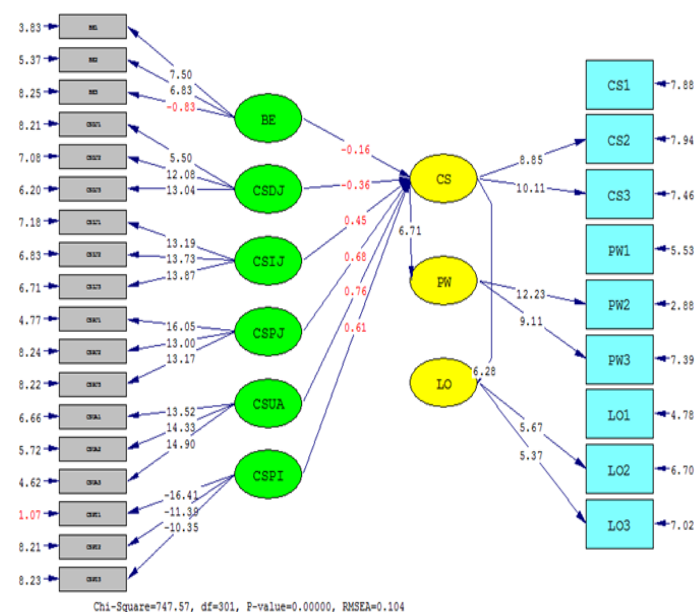 3.83
5.37
8.25
8.21
7.08
6.20
7.18
6.83
6.71
4.77
8.24
8.22
6.66
5.72
4.62
1.07
8.21
8.23
7.50
6.83
-0.83
5.50
12.08
13.04
13.19
13.73
13.87
16.05
13.00
13.17
13.52
14.33
14.90
-16.41
-11.39
-10.35
BE
CSDJ
CSIJ
CSPJ
CSUA
CSPI
-0.16
-0.36
0.45
0.68
0.76
0.61
CS
PW
LO
6.71
6.28
8.85
10.11
12.23
9.11
5.67
5.37
CS1 7.88
CS2 7.94
CS3 7.46
PW1 5.53
PW2 2.88
PW3 7.39
LO1 4.78
LO2 6.70
LO3 7.02
Chi-Square=747.57, df=301, P-value=0.00000, RMSEA=0.104